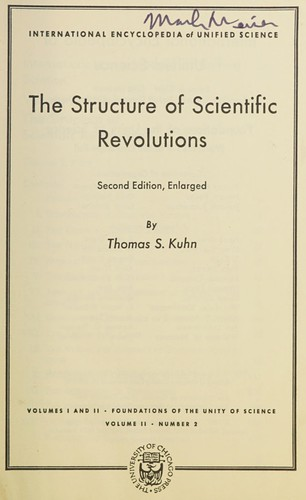 INTERNATIONAL ENCYCLOPEDIA of UNIFIED SCIENCE
The Structure of Scientific
Revolutions
Second Edition, Enlarged
By
Thomas S. Kuhn
VOLUMES I AND II • FOUNDATIONS OF THE UNITY OF SCIENCE
VOLUME II • NUMBER 2
THE UNIVERSITY OF CHICAGO PRESS